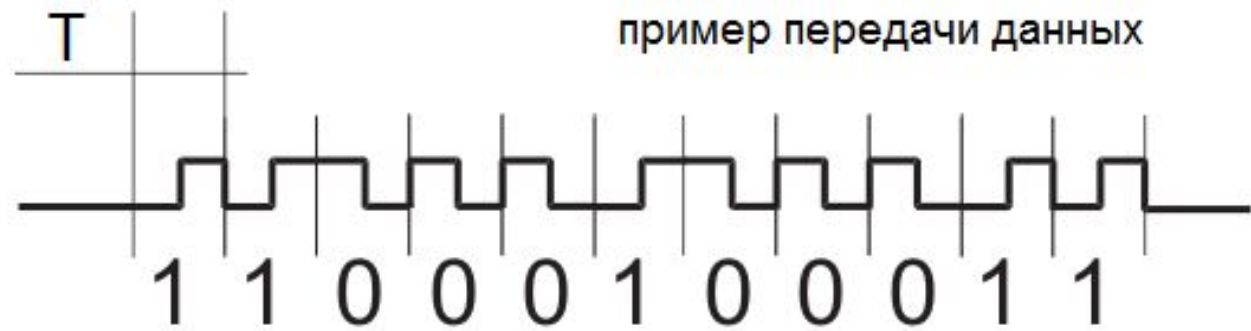 T
пример передачи данных
1 1 0 0 0 1 0 0 0 1 1